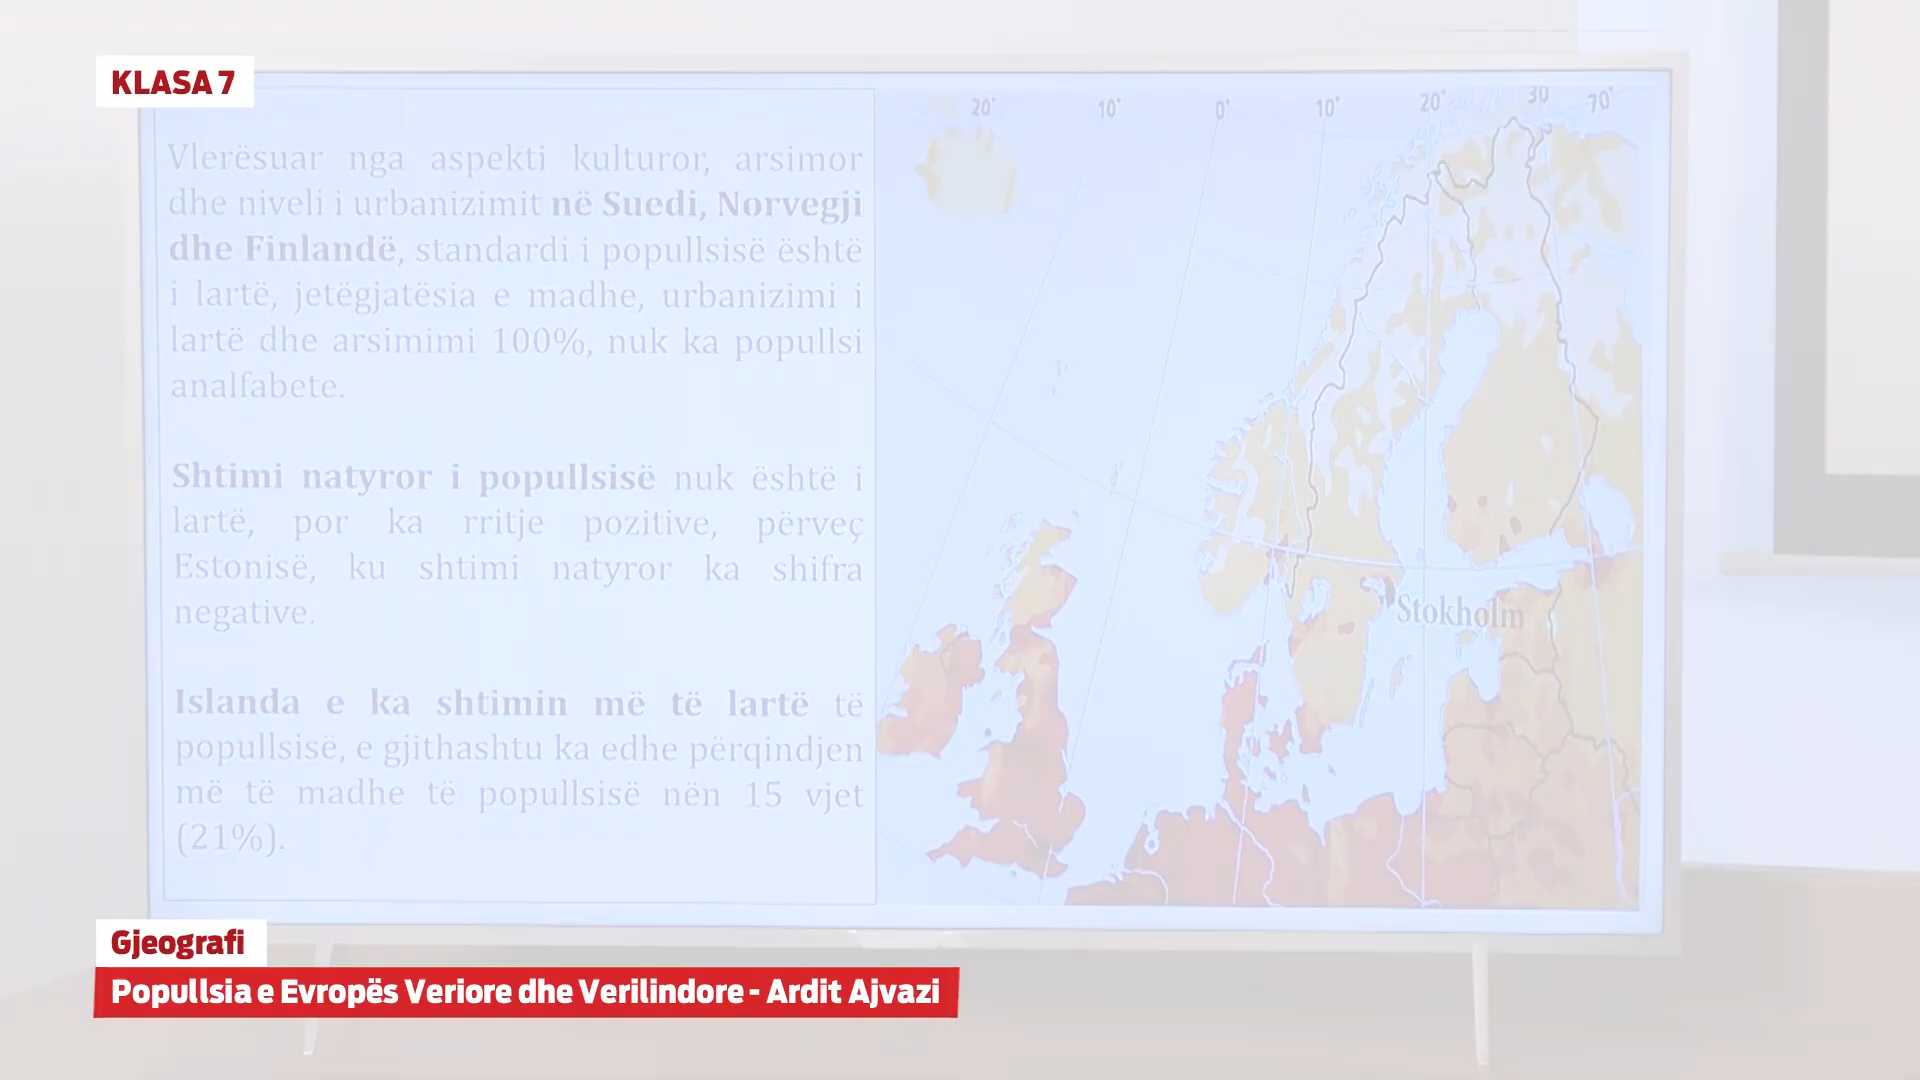 KLASA 7
Vlerësuar nga aspekti kulturor, arsimor
dhe niveli i urbanizimit në Suedi, Norvegji
dhe Finlandë, standardi i popullsisë është
i lartë, jetëgjatësia e madhe, urbanizimi i
lartë dhe arsimimi 100%, nuk ka popullsi
analfabete.
Shtimi natyror i popullsisë nuk është i
lartë, por ka rritje pozitive, përveç
Estonisë, ku shtimi natyror ka shifra
negative.
Islanda e ka shtimin më të lartë të
popullsisë, e gjithashtu ka edhe përqindjen
më të madhe të popullsisë nën 15 vjet
(21%).
20° 10° 0° 10° 20° 30 70°
Stokholm
Gjeografi
Popullsia e Evropës Veriore dhe Verilindore - Ardit Ajvazi